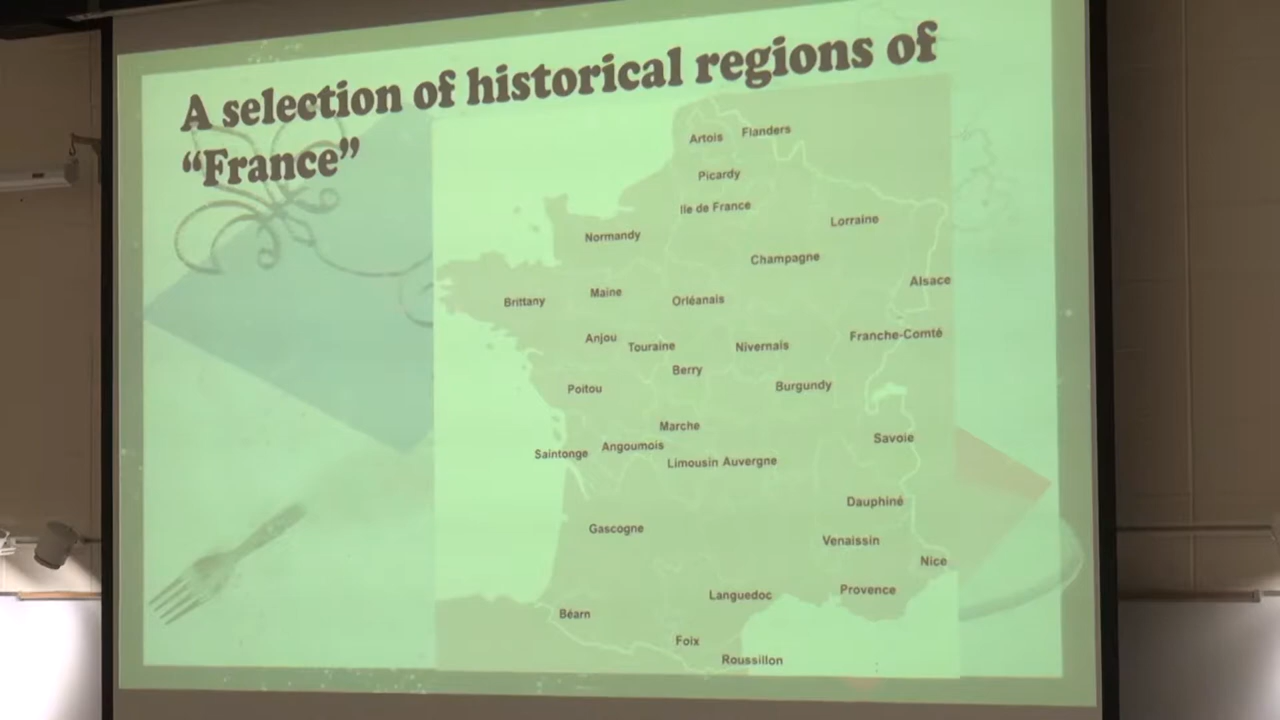 A selection of historical regions of
“France”
Artois Flanders
Picardy
Ile de France
Lorraine
Normandy
Champagne
Alsace
Maine
Brittany
Orléanais
Franche-Comté
Anjou
Touraine
Nivernais
Berry
Poitou
Burgundy
Marche
Savoie
Angoumois
Saintonge
Limousin Auvergne
Dauphiné
Gascogne
Venaissin
Nice
Provence
Languedoc
Béarn
Foix
Roussillon